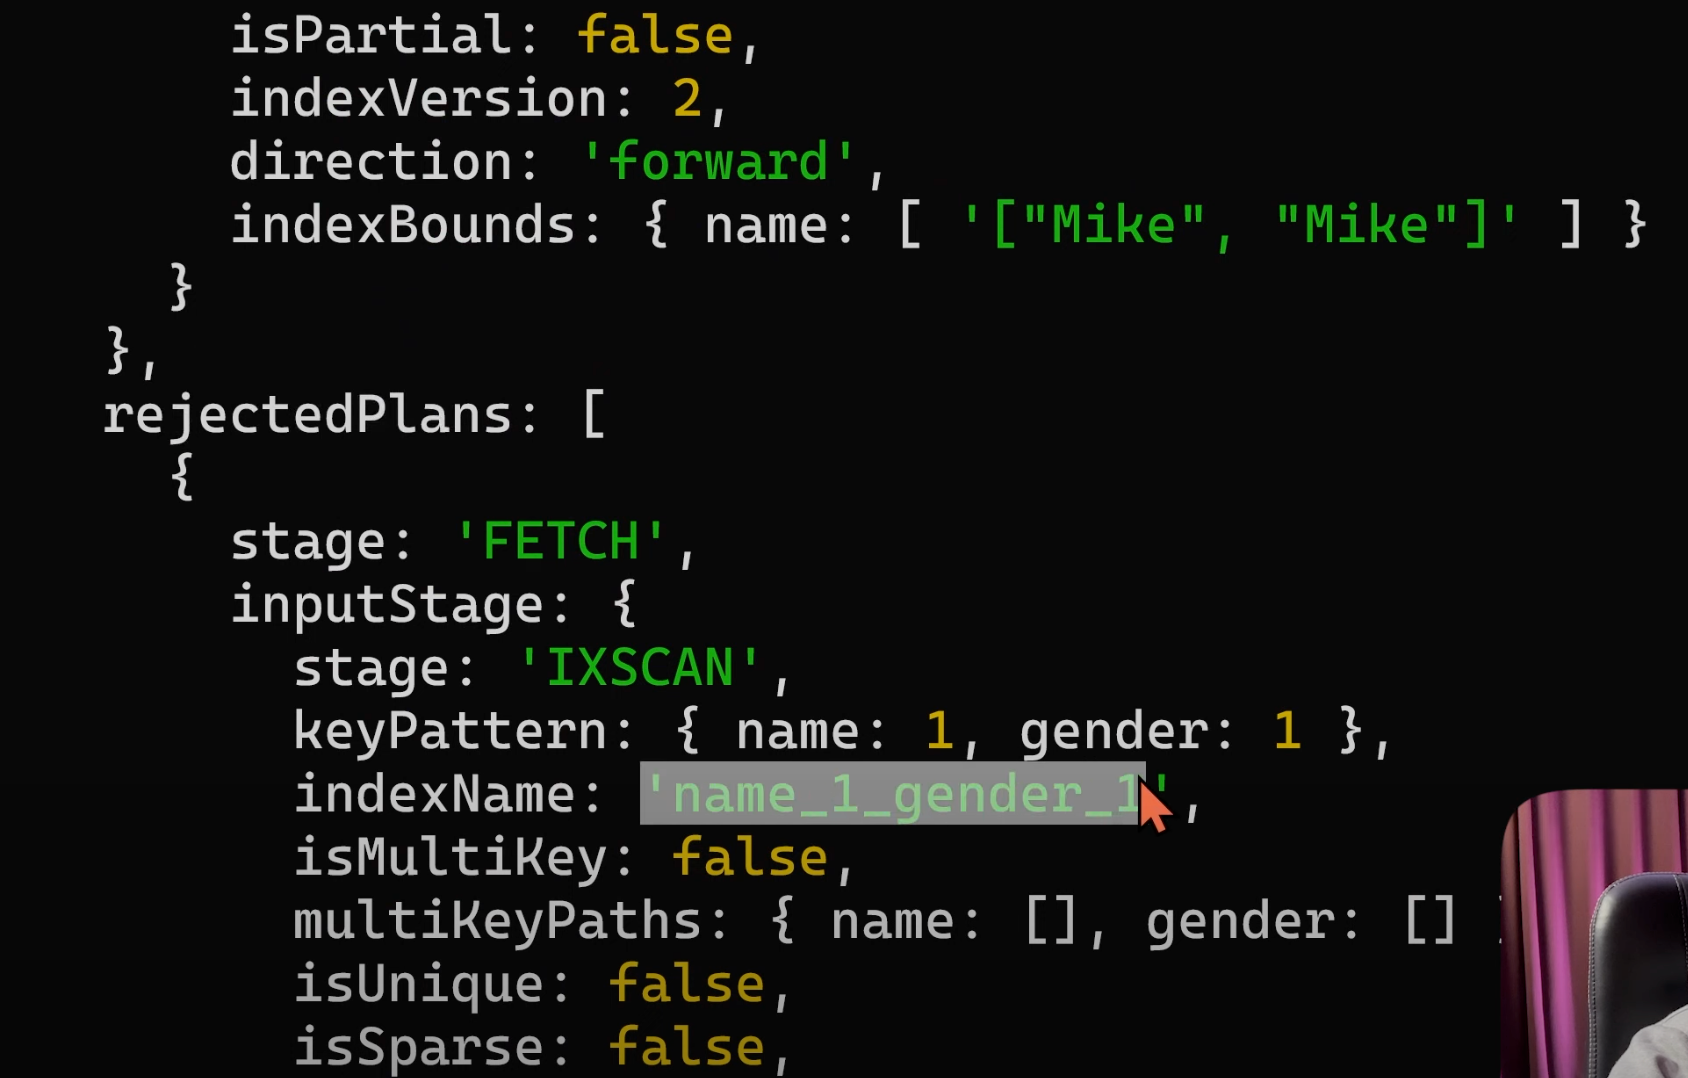 isPartial: false,
indexVersion: 2,
direction: 'forward',
indexBounds: { name: [ '["Mike", "Mike"]' ] }
}
},
rejectedPlans: [
{
stage: 'FETCH',
inputStage: {
stage: 'IXSCAN',
keyPattern: { name: 1, gender: 1 },
indexName: 'name_1_gender_1',
isMultiKey: false,
multiKeyPaths: { name: [], gender: [] }
isUnique: false,
isSparse: false,